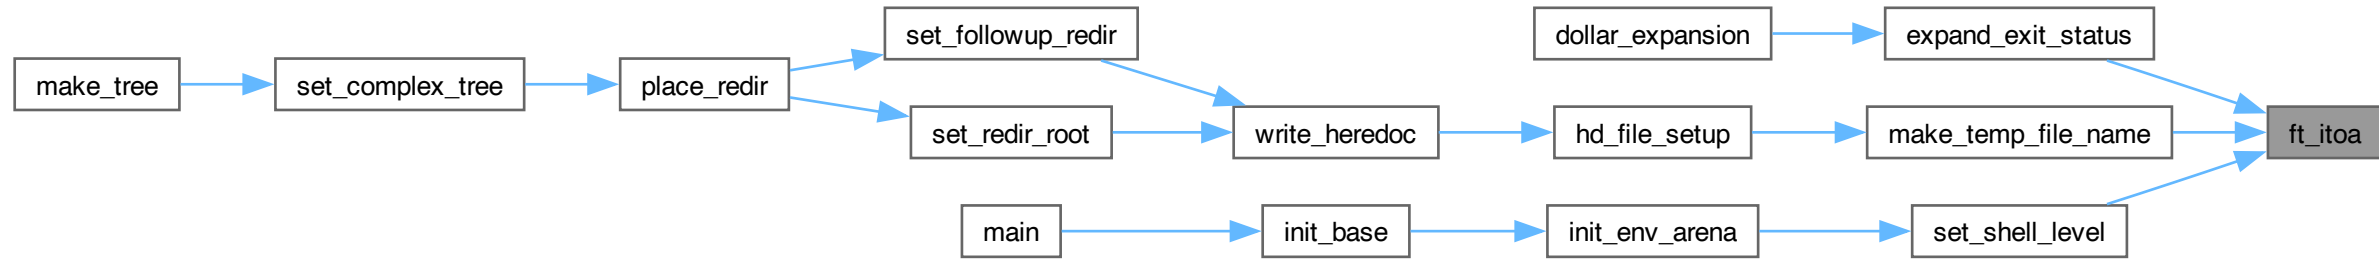 make_tree
set_complex_tree
place_redir
set_followup_redir
set_redir_root
write_heredoc
hd_file_setup
make_temp_file_name
dollar_expansion
expand_exit_status
ft_itoa
main
init_base
init_env_arena
set_shell_level